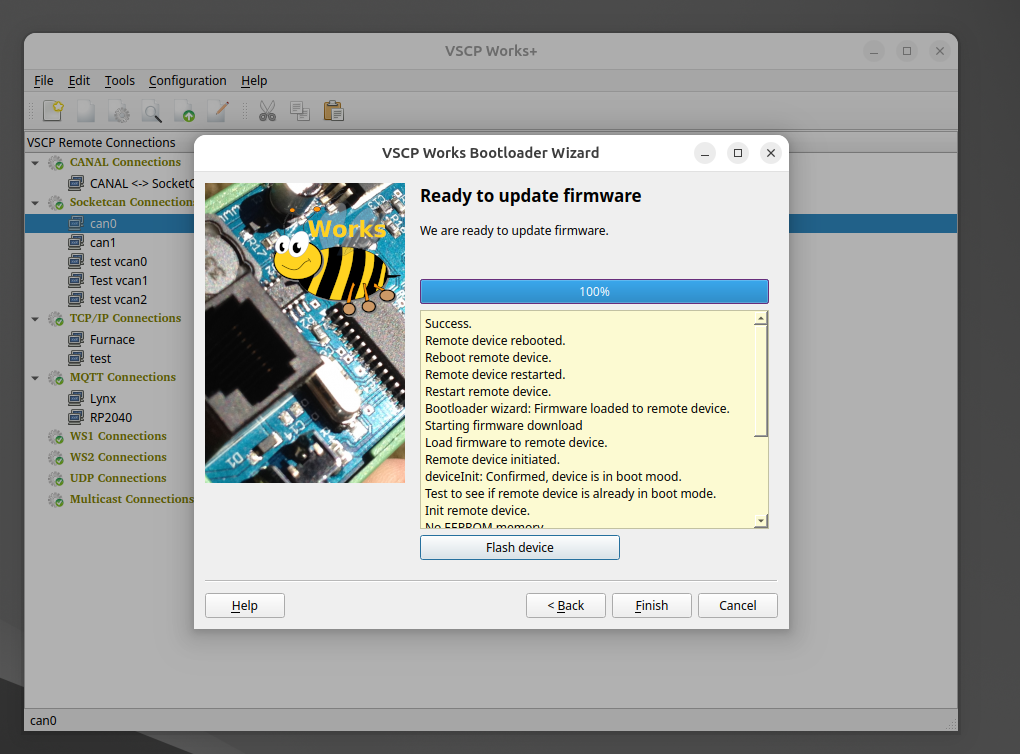 VSCP Works+
File Edit Tools Configuration Help
VSCP Remote Connections
CANAL Connections
CANAL <-> Socket
Socketcan Connection
can0
can1
test vcan0
Test vcan1
test vcan2
TCP/IP Connections
Furnace
test
MQTT Connections
Lynx
RP2040
WS1 Connections
WS2 Connections
UDP Connections
Multicast Connections
can0
VSCP Works Bootloader Wizard
Works
D1
Ready to update firmware
We are ready to update firmware.
100%
Success.
Remote device rebooted.
Reboot remote device.
Remote device restarted.
Restart remote device.
Bootloader wizard: Firmware loaded to remote device.
Starting firmware download
Load firmware to remote device.
Remote device initiated.
deviceInit: Confirmed, device is in boot mood.
Test to see if remote device is already in boot mode.
Init remote device.
No EEPROM memory
Flash device
Help
< Back
Finish
Cancel